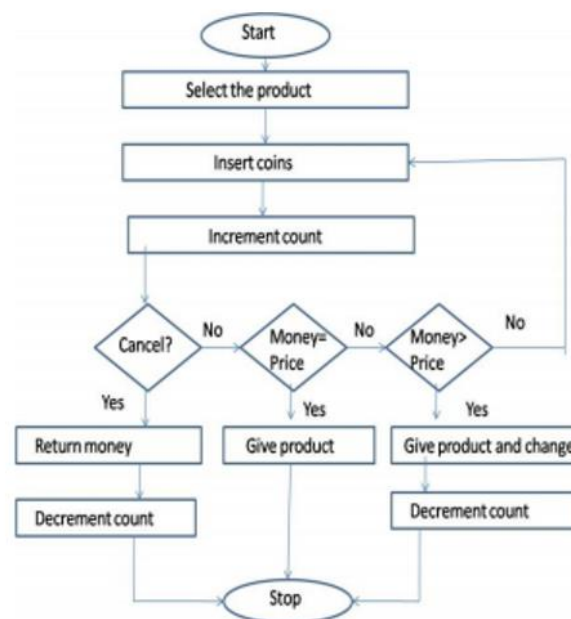 Start
Select the product
Insert coins
Increment count
Cancel?
No
Money=
Price
No
Money>
Price
No
Yes
Yes
Yes
Return money
Give product
Give product and change
Decrement count
Decrement count
Stop